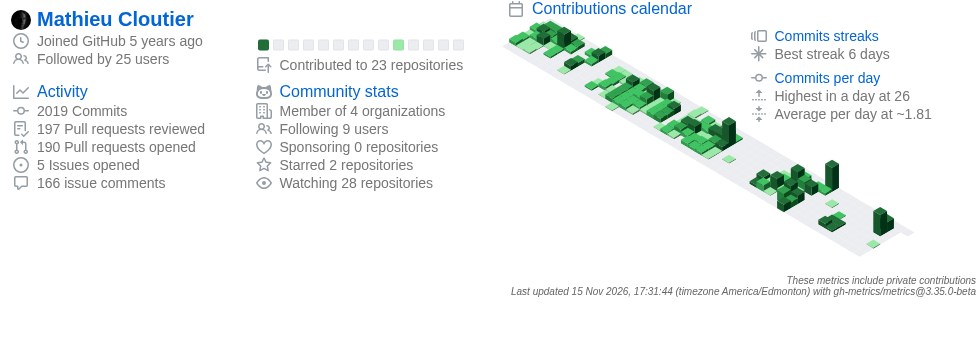 Mathieu Cloutier
Joined GitHub 5 years ago
Followed by 25 users
Contributed to 23 repositories
Activity
2019 Commits
197 Pull requests reviewed
190 Pull requests opened
5 Issues opened
166 issue comments
Community stats
Member of 4 organizations
Following 9 users
Sponsoring 0 repositories
Starred 2 repositories
Watching 28 repositories
Contributions calendar
Commits streaks
Best streak 6 days
Commits per day
Highest in a day at 26
Average per day at ~1.81
These metrics include private contributions
Last updated 15 Nov 2026, 17:31:44 (timezone America/Edmonton) with gh-metrics/metrics@3.35.0-beta